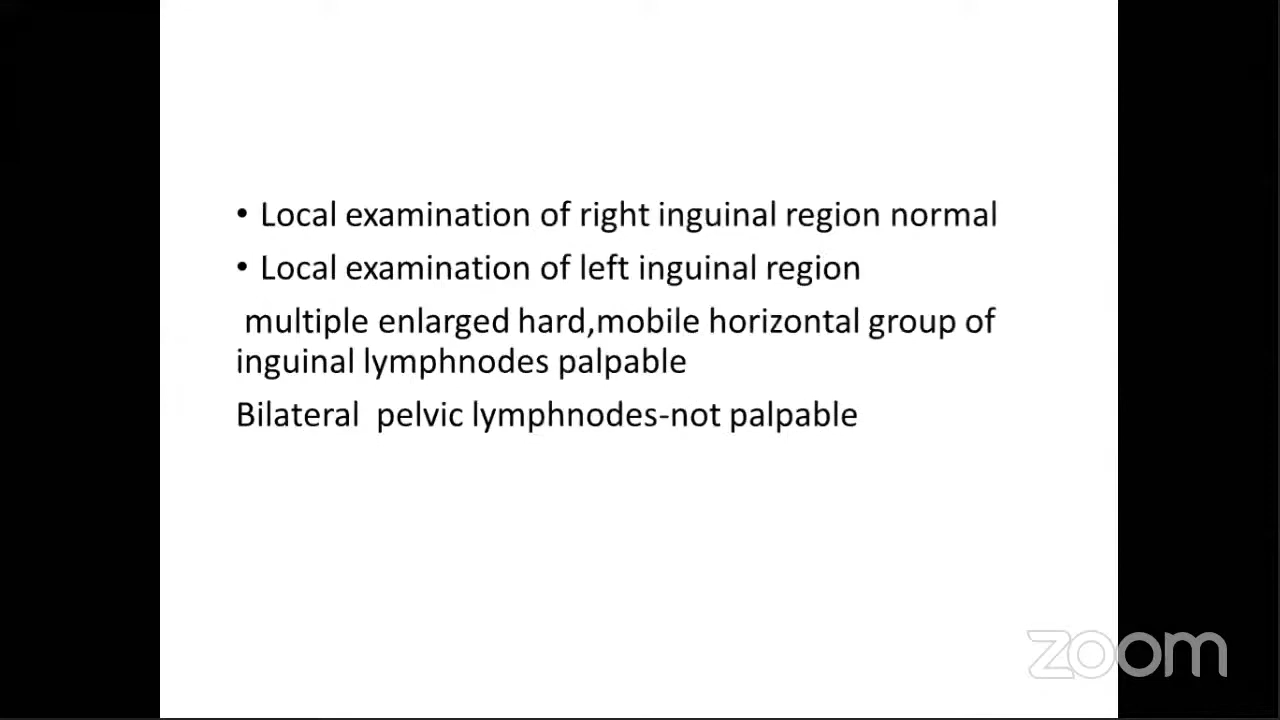 • Local examination of right inguinal region normal
• Local examination of left inguinal region
multiple enlarged hard,mobile horizontal group of
inguinal lymphnodes palpable
Bilateral  pelvic lymphnodes-not palpable
zoom